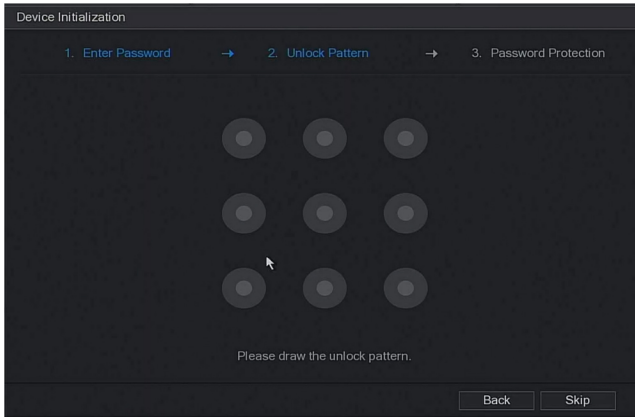 Device Initialization
1. Enter Password → 2. Unlock Pattern → 3. Password Protection
Please draw the unlock pattern.
Back Skip